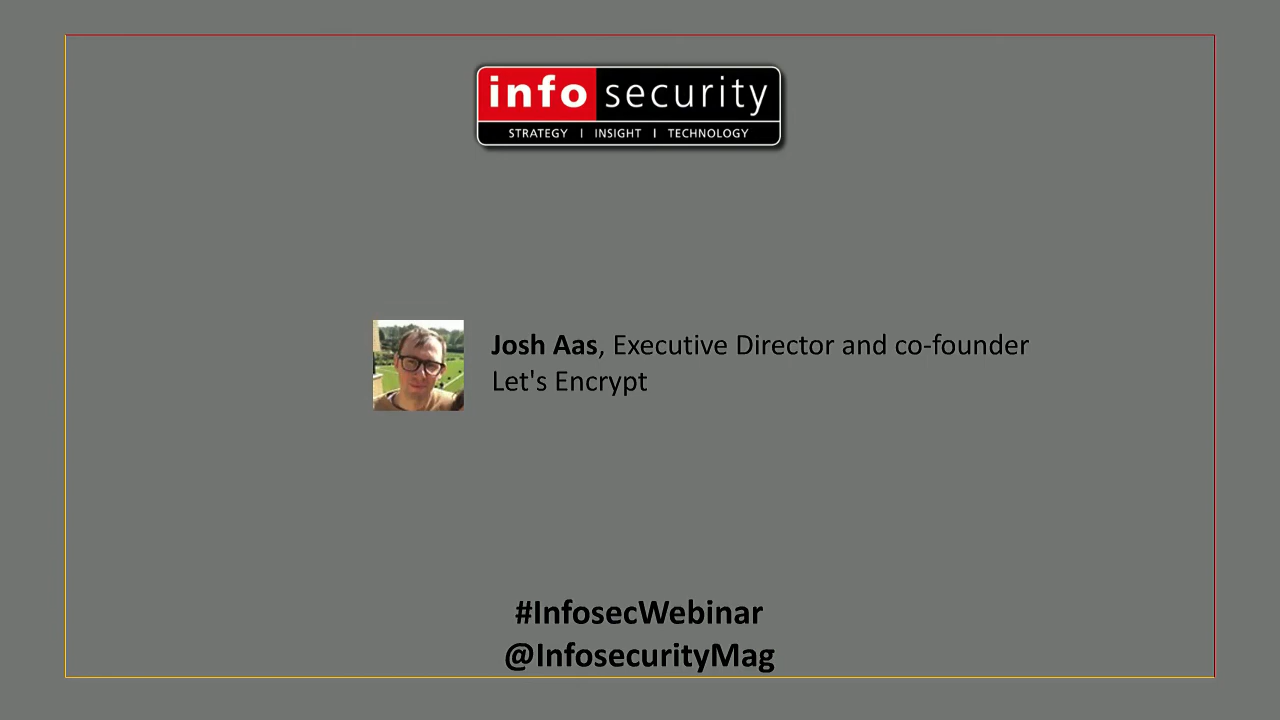 info security
STRATEGY | INSIGHT | TECHNOLOGY
Josh Aas, Executive Director and co-founder
Let's Encrypt
#InfosecWebinar
@InfosecurityMag